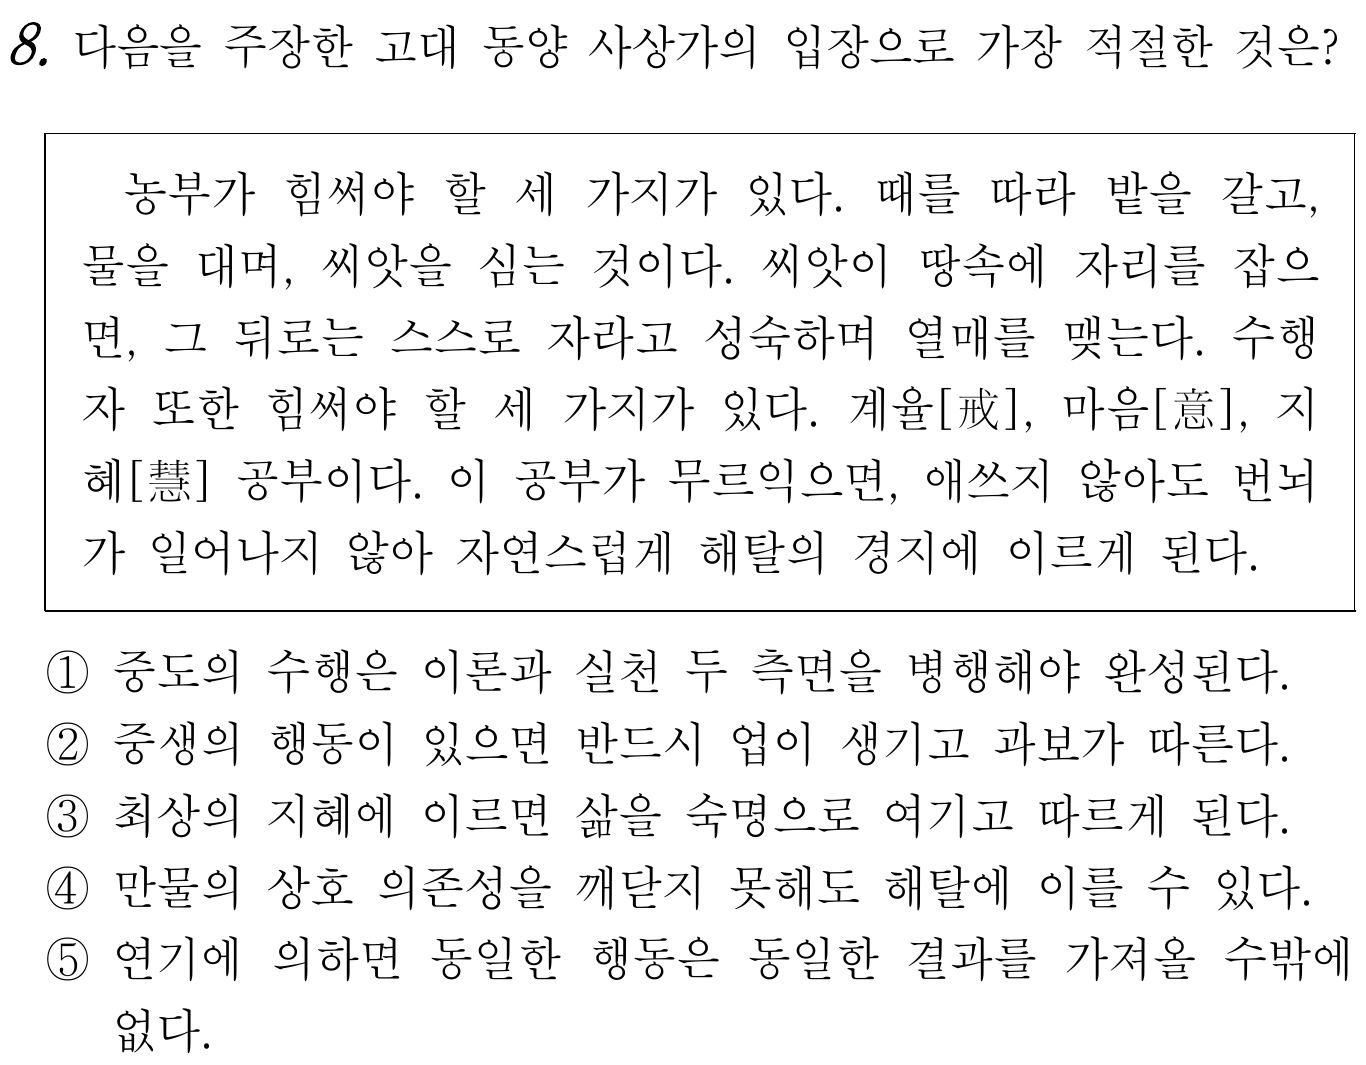 8. 다음을 주장한 고대 동양 사상가의 입장으로 가장 적절한 것은?
농부가 힘써야 할 세 가지가 있다. 때를 따라 밭을 갈고,
물을 대며, 씨앗을 심는 것이다. 씨앗이 땅속에 자리를 잡으
면, 그 뒤로는 스스로 자라고 성숙하며 열매를 맺는다. 수행
자 또한 힘써야 할 세 가지가 있다. 계율[戒], 마음[意], 지
혜[慧] 공부이다. 이 공부가 무르익으면, 애쓰지 않아도 번뇌
가 일어나지 않아 자연스럽게 해탈의 경지에 이르게 된다.
① 중도의 수행은 이론과 실천 두 측면을 병행해야 완성된다.
② 중생의 행동이 있으면 반드시 업이 생기고 과보가 따른다.
③ 최상의 지혜에 이르면 삶을 숙명으로 여기고 따르게 된다.
④ 만물의 상호 의존성을 깨닫지 못해도 해탈에 이를 수 있다.
⑤ 연기에 의하면 동일한 행동은 동일한 결과를 가져올 수밖에
없다.